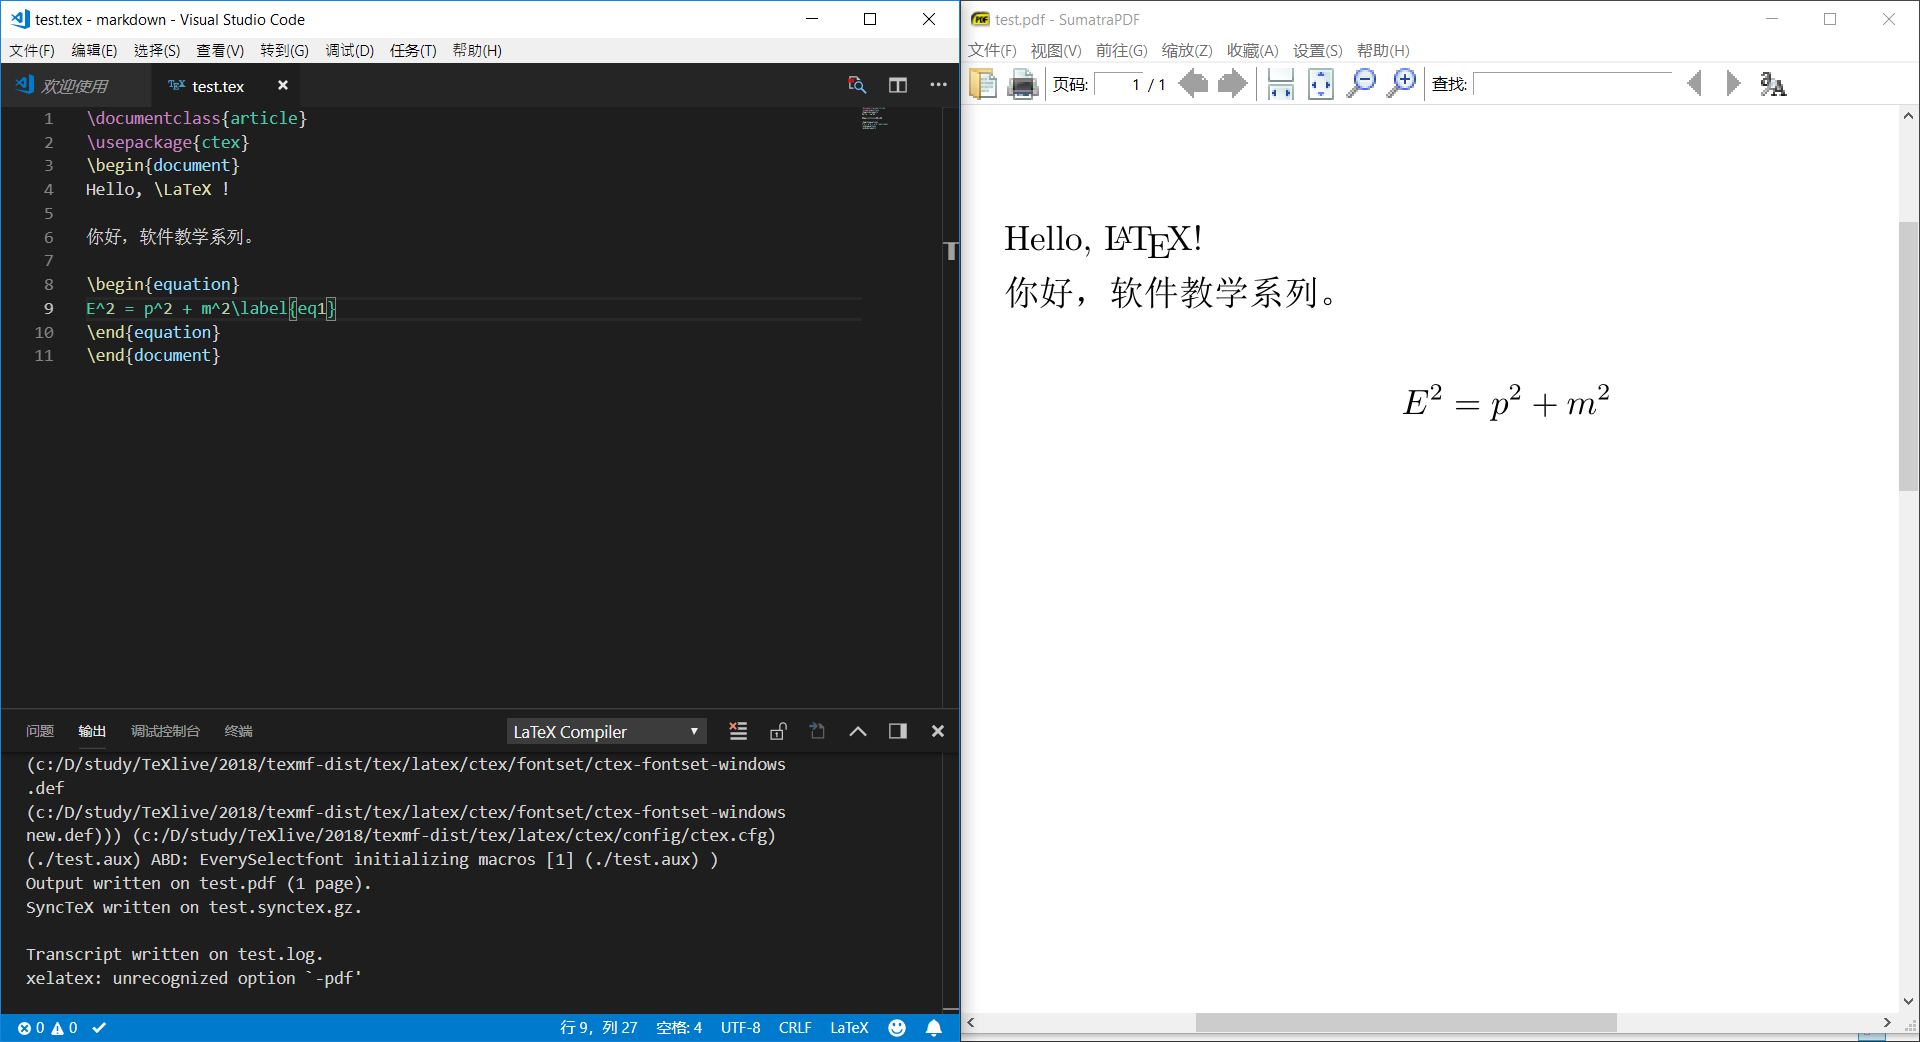 test.tex - markdown - Visual Studio Code
文件(F) 编辑(E) 选择(S) 查看(V) 转到(G) 调试(D) 任务(T) 帮助(H)
欢迎使用 TEX test.tex
1 \documentclass{article}
2 \usepackage{ctex}
3 \begin{document}
4 Hello, \LaTeX !
5
6 你好，软件教学系列。
7
8 \begin{equation}
9 E^2 = p^2 + m^2\label{eq1}
10 \end{equation}
11 \end{document}
问题 输出 调试控制台 终端 LaTeX Compiler
(c:/D/study/TeXlive/2018/texmf-dist/tex/latex/ctex/fontset/ctex-fontset-windows
.def
(c:/D/study/TeXlive/2018/texmf-dist/tex/latex/ctex/fontset/ctex-fontset-windows
new.def))) (c:/D/study/TeXlive/2018/texmf-dist/tex/latex/ctex/config/ctex.cfg)
(./test.aux) ABD: EverySelectfont initializing macros [1] (./test.aux) )
Output written on test.pdf (1 page).
SyncTeX written on test.synctex.gz.
Transcript written on test.log.
xelatex: unrecognized option `-pdf'
0 0 行 9，列 27 空格: 4 UTF-8 CRLF LaTeX
PDF test.pdf - SumatraPDF
文件(F) 视图(V) 前往(G) 缩放(Z) 收藏(A) 设置(S) 帮助(H)
页码: 1 / 1 查找:
Hello, LATEX!
你好，软件教学系列。
E² = p² + m²